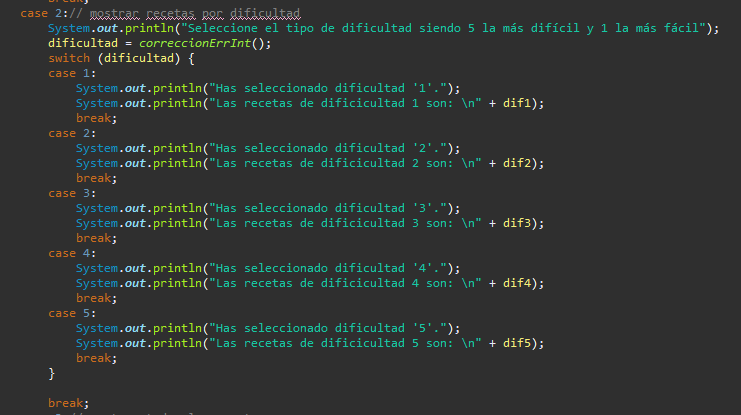 case 2:// mostrar recetas por dificultad
System.out.println("Seleccione el tipo de dificultad siendo 5 la más difícil y 1 la más fácil");
dificultad = correccionErrInt();
switch (dificultad) {
case 1:
System.out.println("Has seleccionado dificultad '1'.");
System.out.println("Las recetas de dificicultad 1 son: \n" + dif1);
break;
case 2:
System.out.println("Has seleccionado dificultad '2'.");
System.out.println("Las recetas de dificicultad 2 son: \n" + dif2);
break;
case 3:
System.out.println("Has seleccionado dificultad '3'.");
System.out.println("Las recetas de dificicultad 3 son: \n" + dif3);
break;
case 4:
System.out.println("Has seleccionado dificultad '4'.");
System.out.println("Las recetas de dificicultad 4 son: \n" + dif4);
break;
case 5:
System.out.println("Has seleccionado dificultad '5'.");
System.out.println("Las recetas de dificicultad 5 son: \n" + dif5);
break;
}
break;